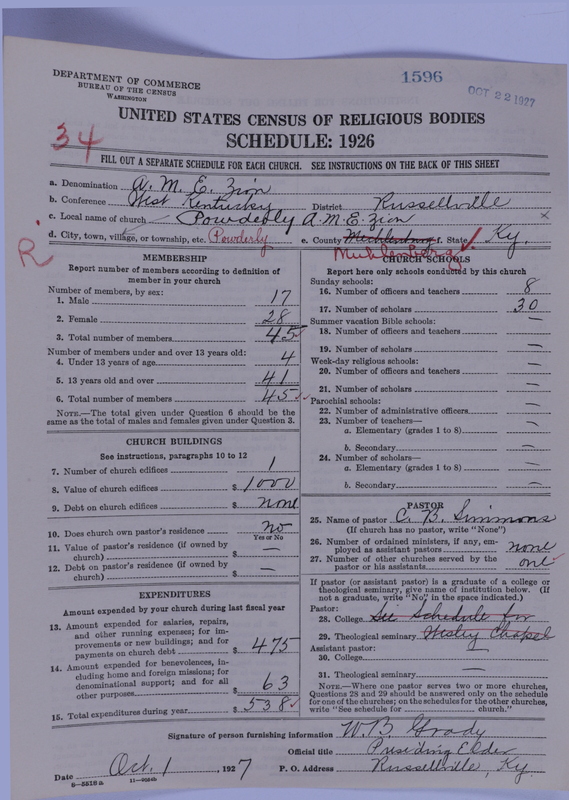 1596
OCT 22 1927
DEPARTMENT OF COMMERCE
BUREAU OF THE CENSUS
WASHINGTON
UNITED STATES CENSUS OF RELIGIOUS BODIES
SCHEDULE: 1926
34
FILL OUT A SEPARATE SCHEDULE FOR EACH CHURCH. SEE INSTRUCTIONS ON THE BACK OF THIS SHEET
a. Denomination A. M. E. Zion
b. Conference West Kentucky District Russellville
c. Local name of church Powderly A. M. E. Zion x
d. City, town, village, or township, etc. Powderly e. County Muhlenburg f. State Ky.
R Muhlenberg
MEMBERSHIP
Report number of members according to definition of member in your church
Number of members, by sex:
1. Male 17
2. Female 28
3. Total number of members 45
Number of members under and over 13 years old:
4. Under 13 years of age 4
5. 13 years old and over 41
6. Total number of members 45 ✓
NOTE.—The total given under Question 6 should be the same as the total of males and females given under Question 3.
CHURCH BUILDINGS
See instructions, paragraphs 10 to 12
7. Number of church edifices 1
8. Value of church edifices $ 1000
9. Debt on church edifices $ none
10. Does church own pastor's residence no
Yes or No
11. Value of pastor's residence (if owned by church) $ —
12. Debt on pastor's residence (if owned by church) $ —
EXPENDITURES
Amount expended by your church during last fiscal year
13. Amount expended for salaries, repairs, and other running expenses; for improvements or new buildings; and for payments on church debt $ 475
14. Amount expended for benevolences, including home and foreign missions; for denominational support; and for all other purposes $ 63
15. Total expenditures during year $ 538 ✓
CHURCH SCHOOLS
Report here only schools conducted by this church
Sunday schools:
16. Number of officers and teachers 8
17. Number of scholars 30
Summer vacation Bible schools:
18. Number of officers and teachers —
19. Number of scholars —
Week-day religious schools:
20. Number of officers and teachers —
21. Number of scholars —
Parochial schools:
22. Number of administrative officers —
23. Number of teachers—
a. Elementary (grades 1 to 8) —
b. Secondary —
24. Number of scholars—
a. Elementary (grades 1 to 8) —
b. Secondary —
PASTOR
25. Name of pastor C. B. Simmons
(If church has no pastor, write "None")
26. Number of ordained ministers, if any, employed as assistant pastors none
27. Number of other churches served by the pastor or his assistants one ✓
If pastor (or assistant pastor) is a graduate of a college or theological seminary, give name of institution below. (If not a graduate, write "No" in the space indicated.)
Pastor:
28. College See Schedule for
29. Theological seminary Wesley Chapel
Assistant pastor:
30. College —
31. Theological seminary —
NOTE.—Where one pastor serves two or more churches, Questions 28 and 29 should be answered only on the schedule for one of the churches; on the schedules for the other churches, write "See schedule for ........ church."
Signature of person furnishing information W. B. Grady
Official title Presiding Elder
Date Oct. 1, 1927 P. O. Address Russellville, Ky
8—5518a 11—9054b